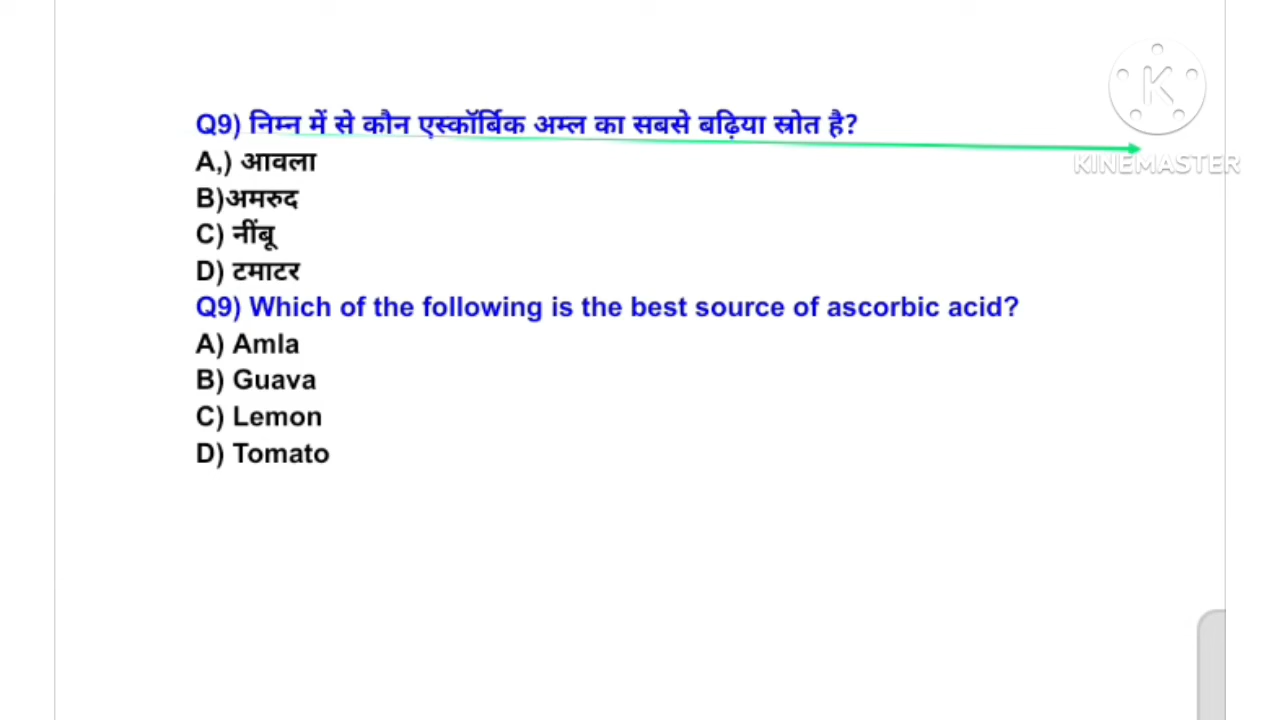 Q9) निम्न में से कौन एस्कॉर्बिक अम्ल का सबसे बढ़िया स्रोत है?
A,) आवला
B)अमरुद
C) नींबू
D) टमाटर
Q9) Which of the following is the best source of ascorbic acid?
A) Amla
B) Guava
C) Lemon
D) Tomato
K
KINEMASTER